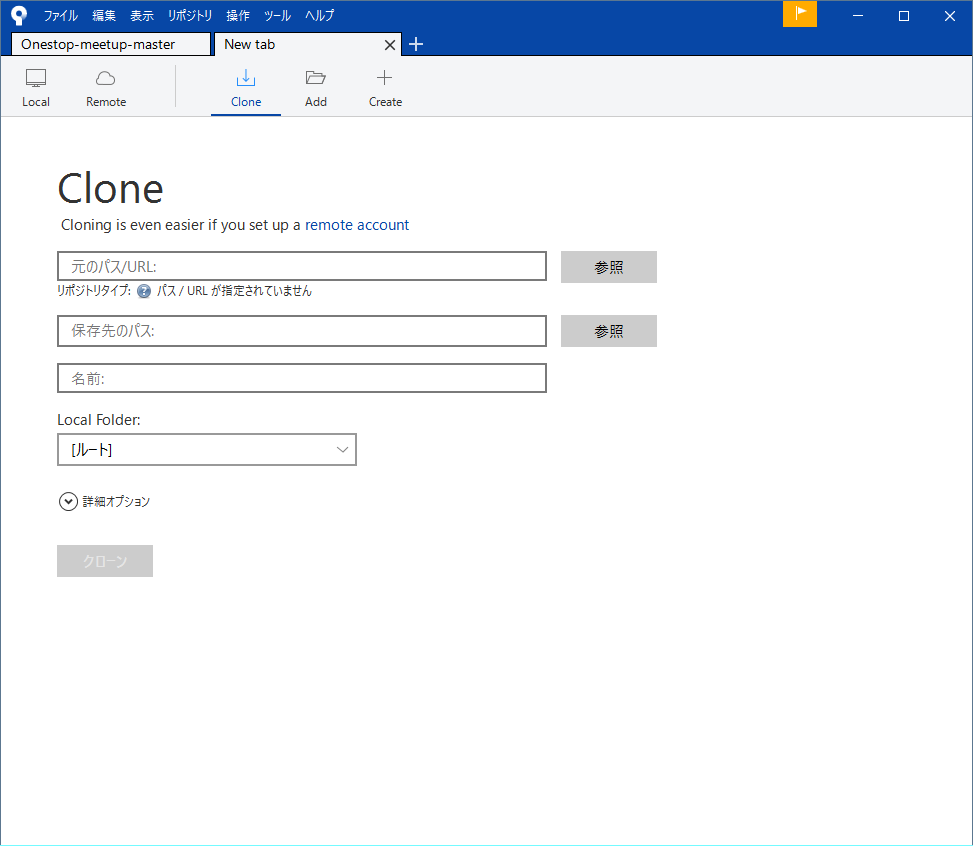 ファイル 編集 表示 リポジトリ 操作 ツール ヘルプ
Onestop-meetup-master New tab
Local Remote Clone Add Create
Clone
Cloning is even easier if you set up a remote account
元のパス/URL: 参照
リポジトリタイプ: ? パス / URL が指定されていません
保存先のパス: 参照
名前:
Local Folder:
[ルート]
詳細オプション
クローン